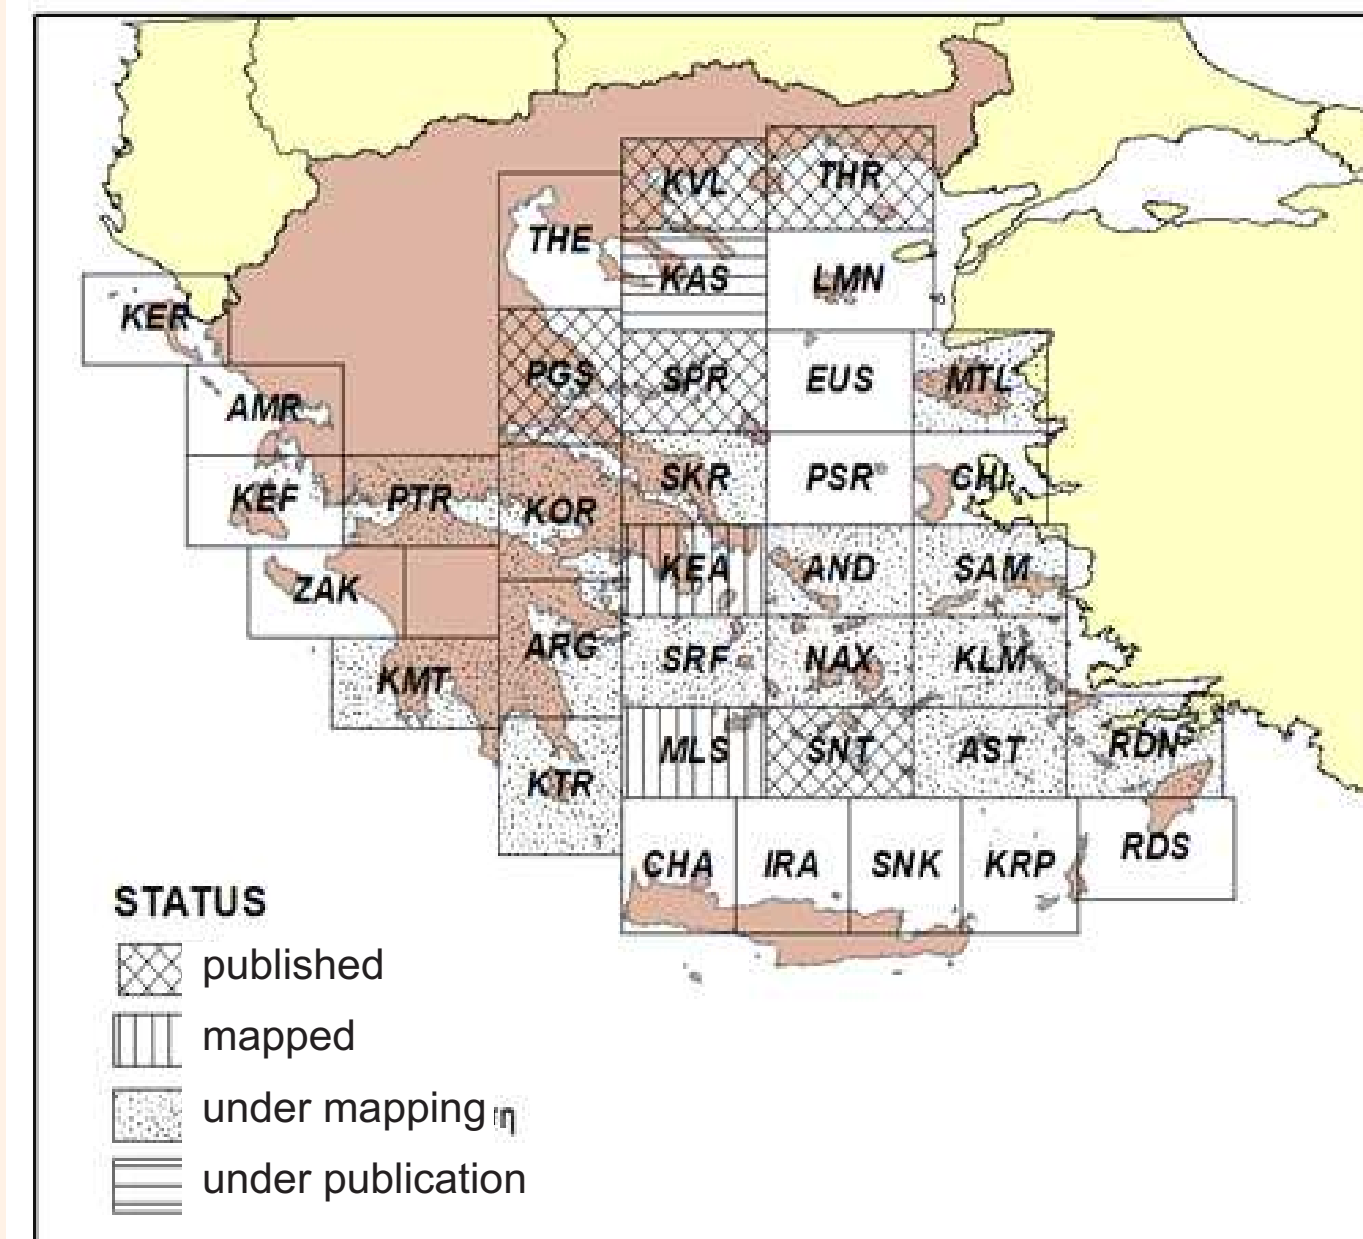 KVL THR
THE
KAS LMN
KER
PGS SPR EUS MTL
AMR
SKR PSR CHI
KEF PTR KOR
KEA AND SAM
ZAK
ARG SRF NAX KLM
KMT
MLS SNT AST RDN
KTR
CHA IRA SNK KRP RDS
STATUS
published
mapped
under mapping η
under publication